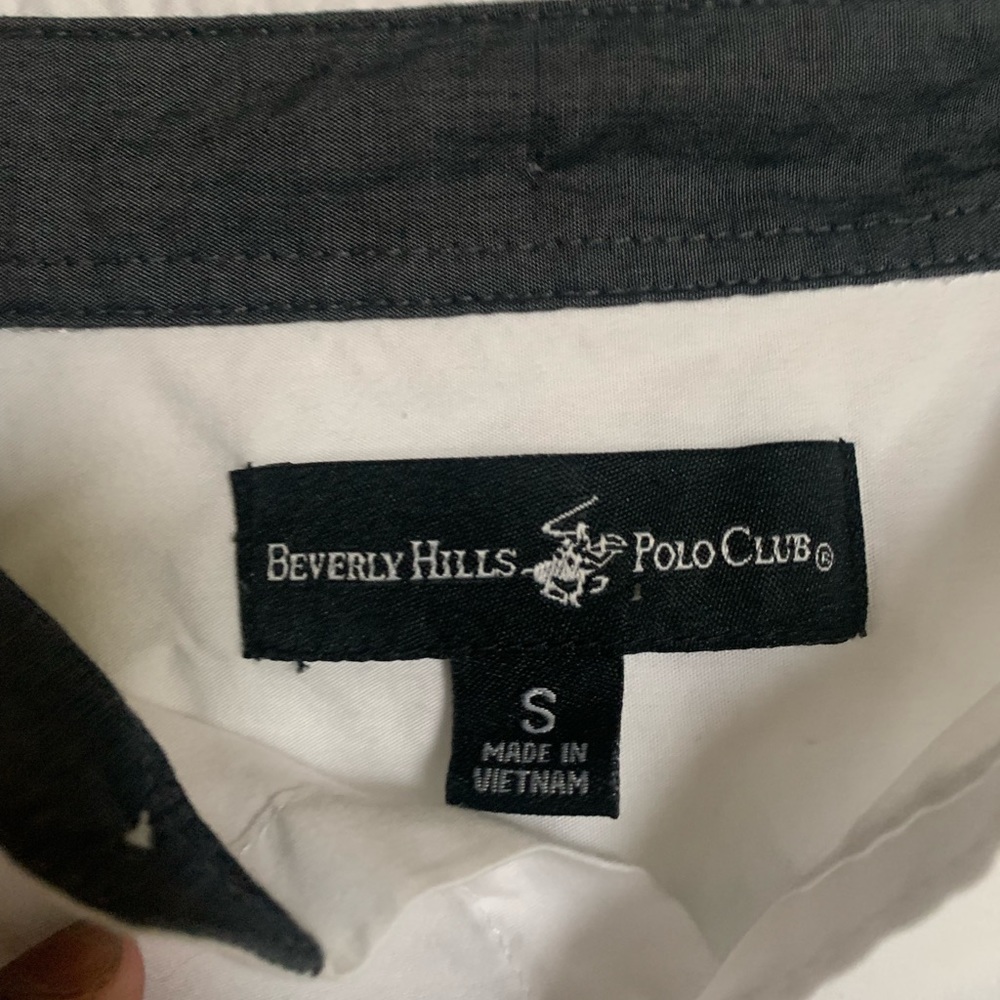 BEVERLY HILLS POLO CLUB®
S
MADE IN
VIETNAM